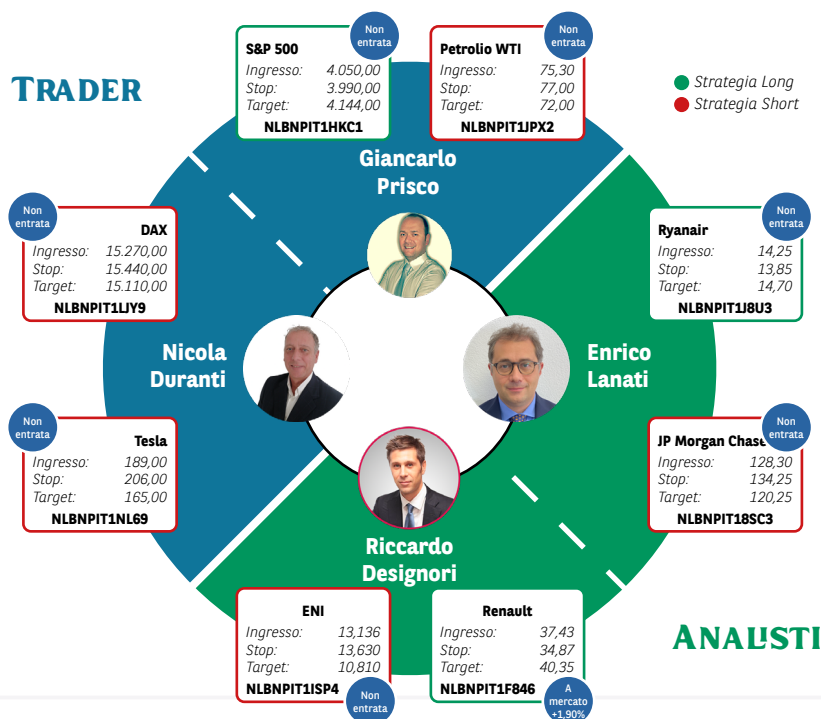 TRADER
Non
entrata
S&P 500
Ingresso: 4.050,00
Stop: 3.990,00
Target: 4.144,00
NLBNPIT1HKC1
Non
entrata
Petrolio WTI
Ingresso: 75,30
Stop: 77,00
Target: 72,00
NLBNPIT1JPX2
Strategia Long
Strategia Short
Giancarlo
Prisco
Non
entrata
DAX
Ingresso: 15.270,00
Stop: 15.440,00
Target: 15.110,00
NLBNPIT1LJY9
Non
entrata
Ryanair
Ingresso: 14,25
Stop: 13,85
Target: 14,70
NLBNPIT1J8U3
Nicola
Duranti
Enrico
Lanati
Non
entrata
Tesla
Ingresso: 189,00
Stop: 206,00
Target: 165,00
NLBNPIT1NL69
Non
entrata
JP Morgan Chase
Ingresso: 128,30
Stop: 134,25
Target: 120,25
NLBNPIT18SC3
Riccardo
Designori
ENI
Ingresso: 13,136
Stop: 13,630
Target: 10,810
NLBNPIT1ISP4
Non
entrata
Renault
Ingresso: 37,43
Stop: 34,87
Target: 40,35
NLBNPIT1F846
A
mercato
+1,90%
ANALISTI